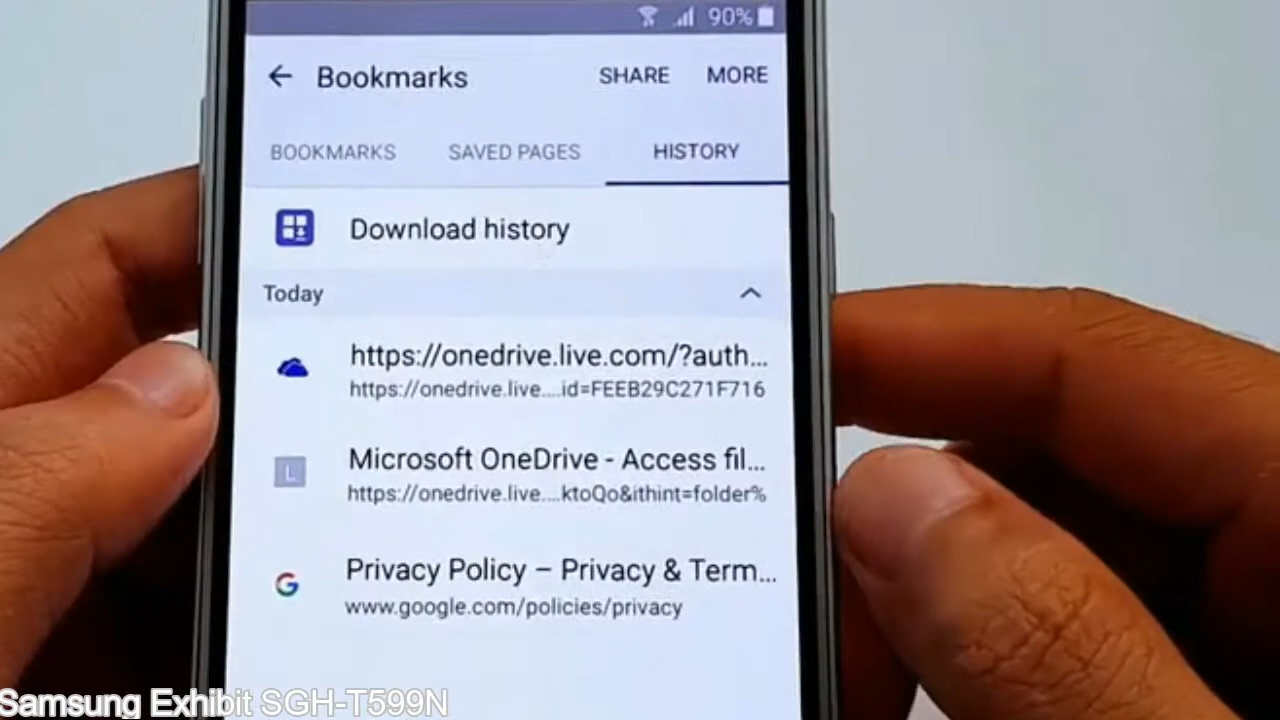 90%
Bookmarks SHARE MORE
BOOKMARKS SAVED PAGES HISTORY
Download history
Today
https://onedrive.live.com/?auth...
https://onedrive.live....id=FEEB29C271F716
L
Microsoft OneDrive - Access fil...
https://onedrive.live....ktoQo&ithint=folder%
G
Privacy Policy – Privacy & Term...
www.google.com/policies/privacy
Samsung Exhibit SGH-T599N